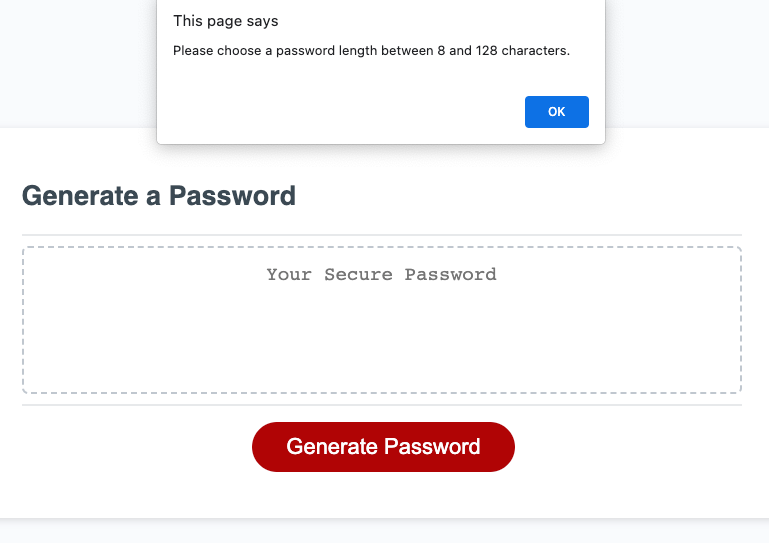 This page says
Please choose a password length between 8 and 128 characters.
OK
Generate a Password
Your Secure Password
Generate Password